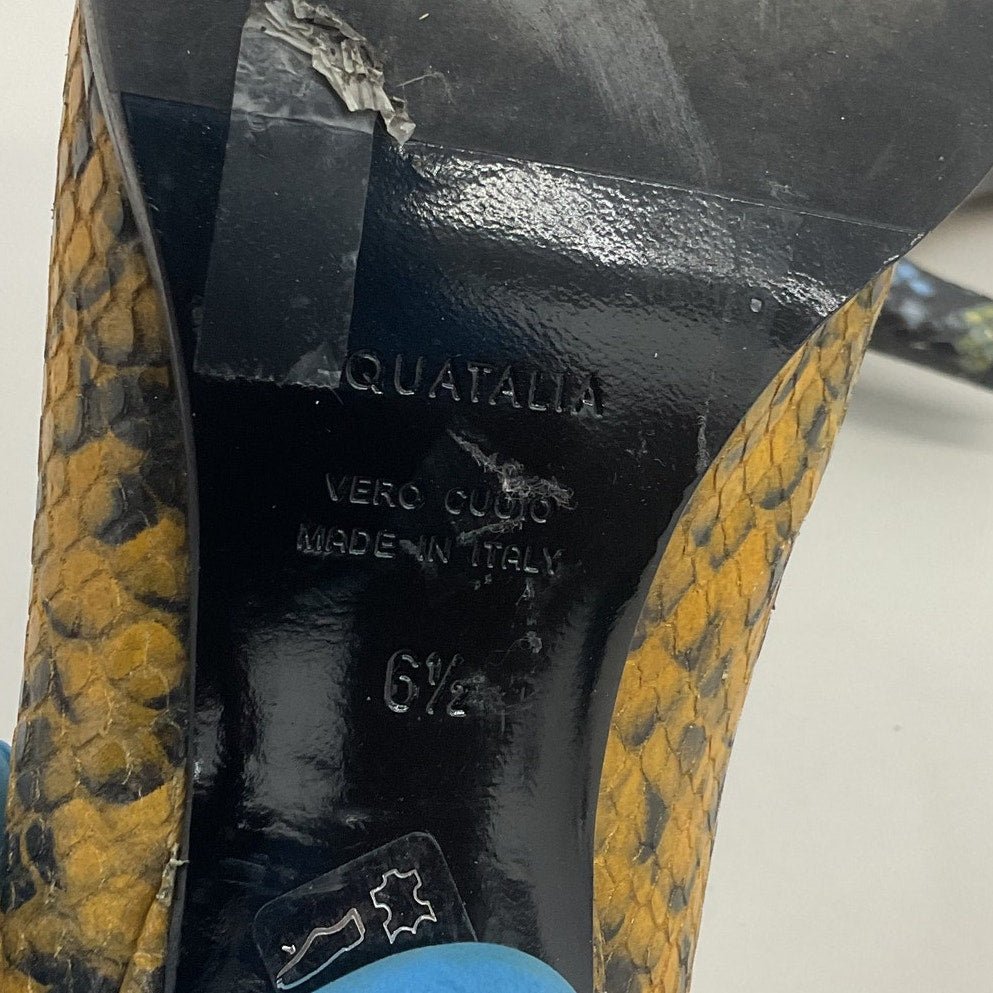 QUATALIA
VERO CUOIO
MADE IN ITALY
6½